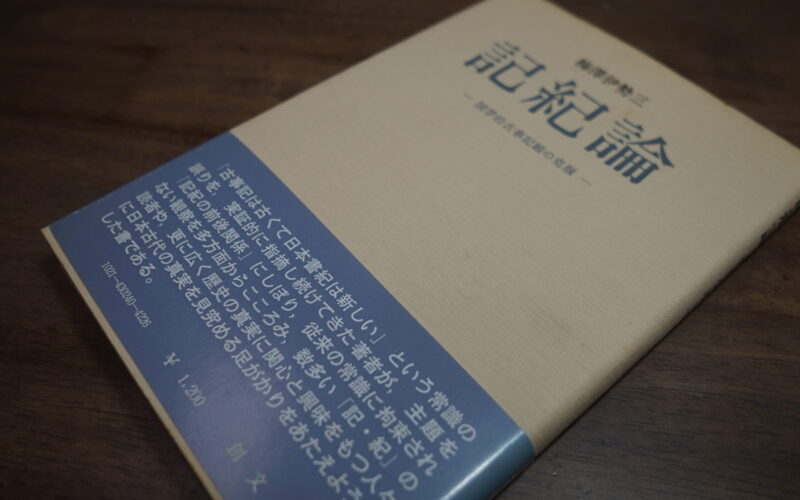 梅澤伊勢三
記紀論
― 国学的古事記観の克服 ―
「古事記は古くて日本書紀は新しい」という常識の
誤りを、実証的に指摘し続けてきた著者が、主題を
「記紀の前後関係」にしぼり、従来の常識に拘束され
ない観察を多方面からこころみ、数多い「記・紀」の
読者や、更に広く歴史の真実に関心と興味をもつ人々
に日本古代の真実を見究める足がかりをあたえよう
した書である。
1021―430240―4226
￥ 1,200
創文